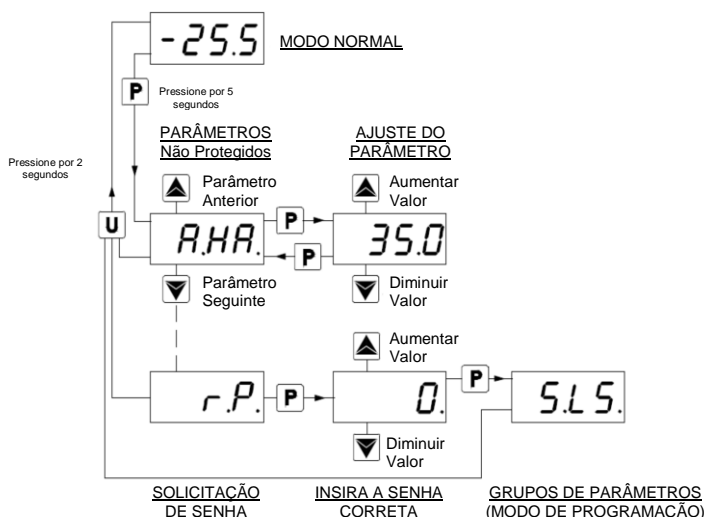 -25.5
MODO NORMAL
P
Pressione por 5
segundos
PARÂMETROS
Não Protegidos
AJUSTE DO
PARÂMETRO
Pressione por 2
segundos
Parâmetro
Anterior
Aumentar
Valor
U
A.HA.
P
35.0
P
Parâmetro
Seguinte
Diminuir
Valor
Aumentar
Valor
r.P.
P
0.
P
S.L S.
Diminuir
Valor
SOLICITAÇÃO
DE SENHA
INSIRA A SENHA
CORRETA
GRUPOS DE PARÂMETROS
(MODO DE PROGRAMAÇÃO)